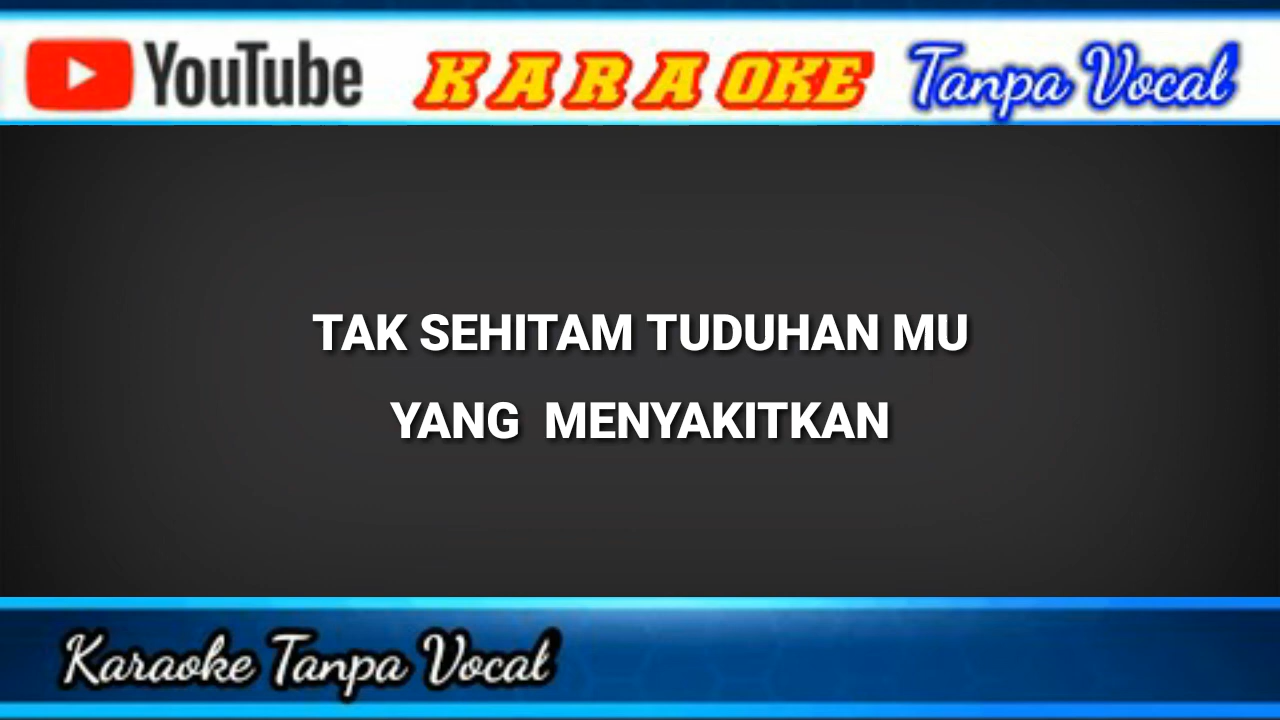 YouTube KARAOKE Tanpa Vocal
TAK SEHITAM TUDUHAN MU
YANG MENYAKITKAN
Karaoke Tanpa Vocal